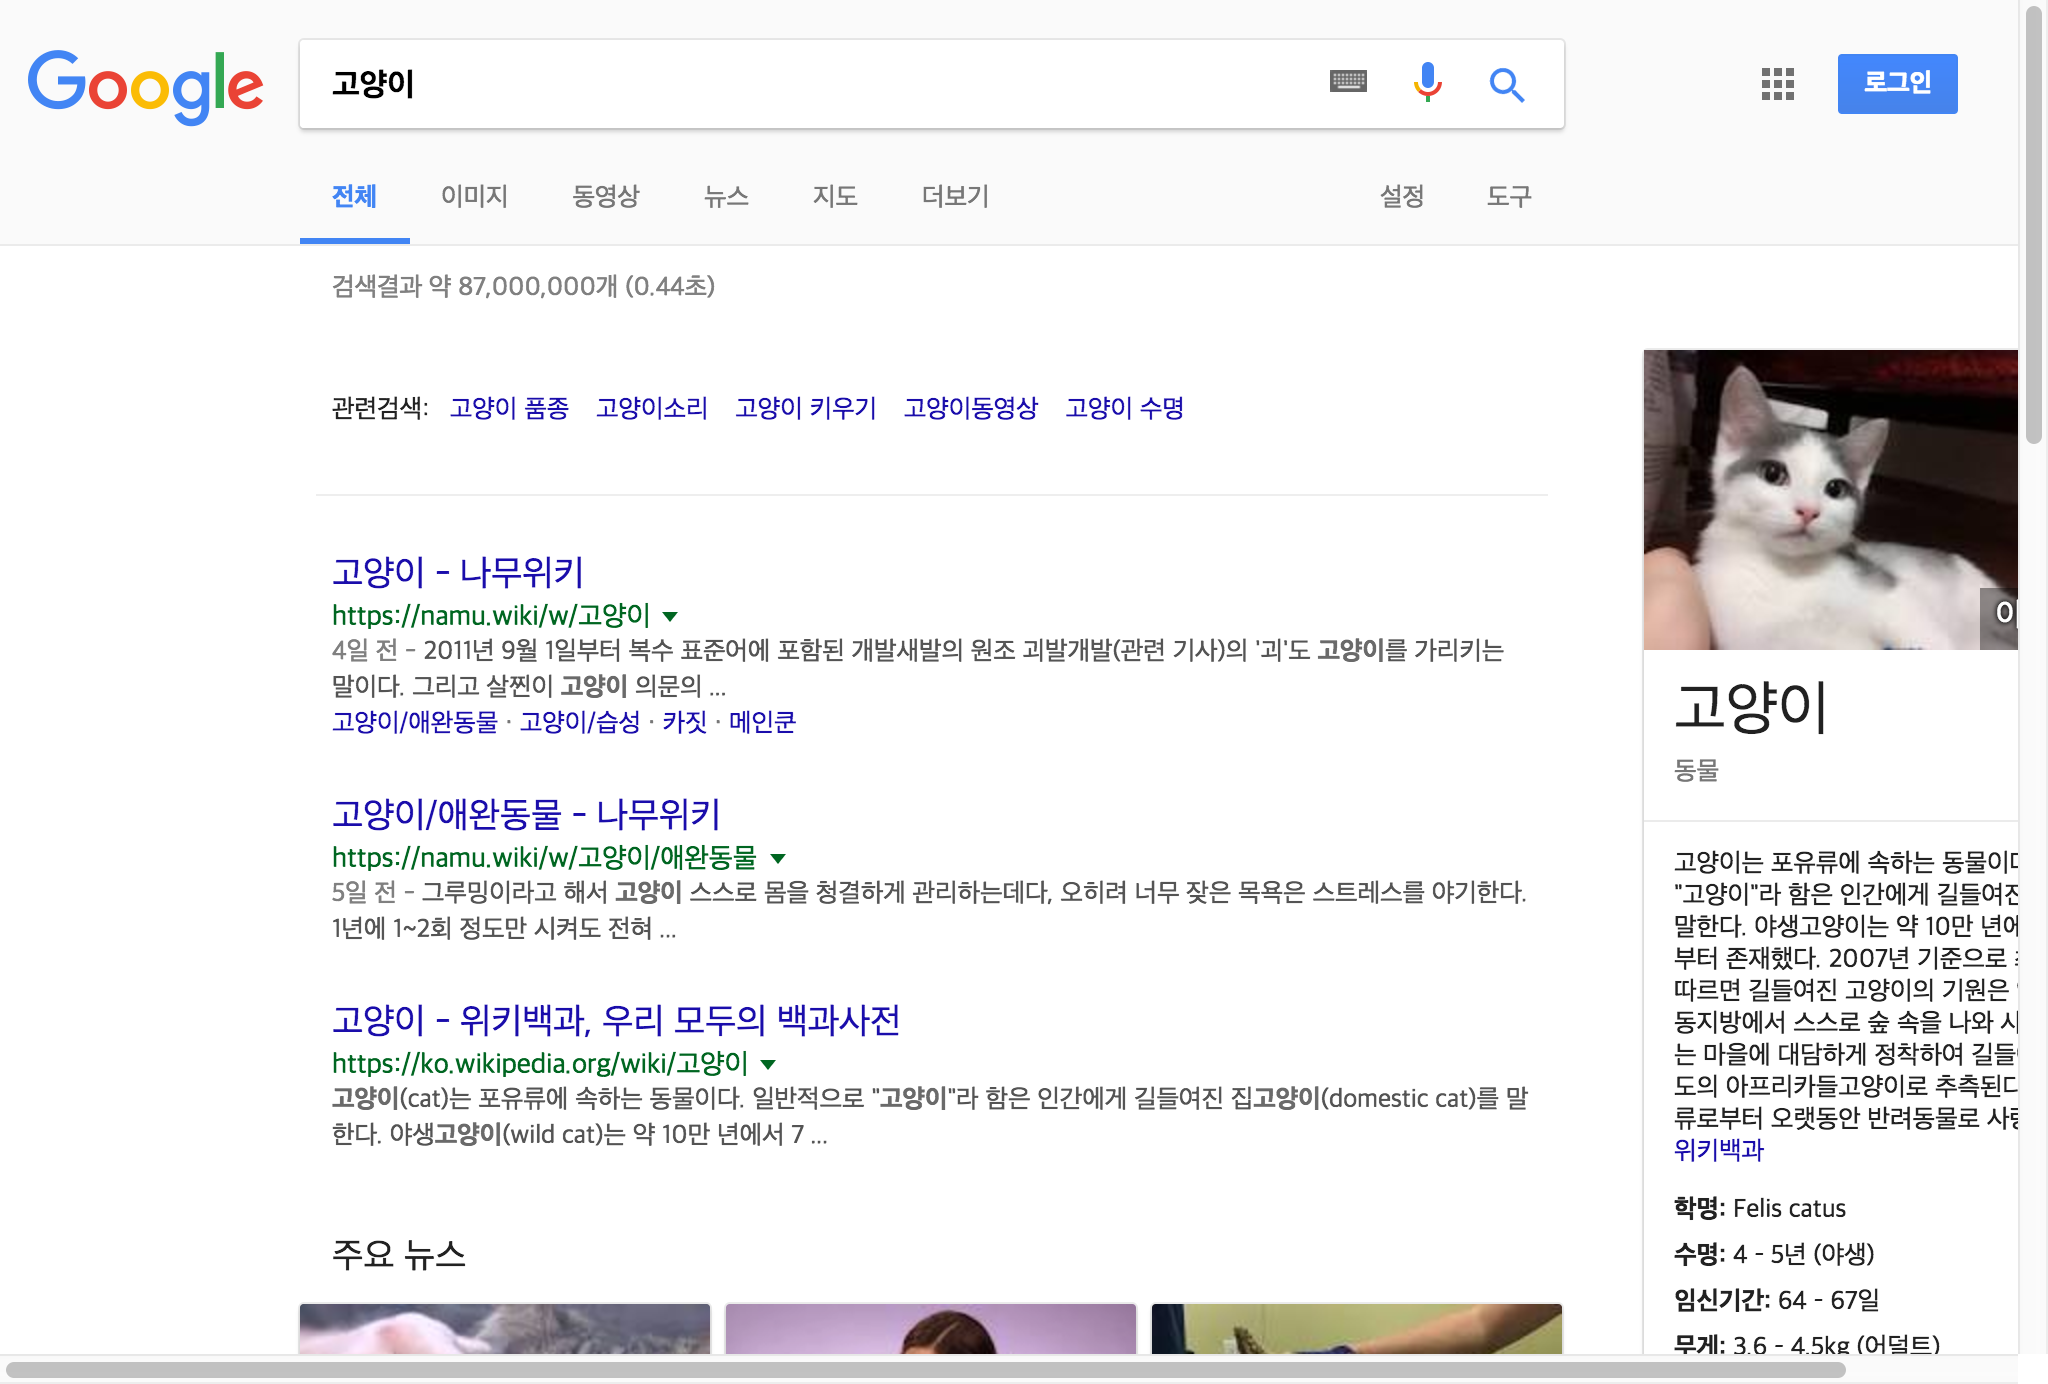 Google
고양이
로그인
전체 이미지 동영상 뉴스 지도 더보기 설정 도구
검색결과 약 87,000,000개 (0.44초)
관련검색: 고양이 품종 고양이소리 고양이 키우기 고양이동영상 고양이 수명
고양이 - 나무위키
https://namu.wiki/w/고양이
4일 전 - 2011년 9월 1일부터 복수 표준어에 포함된 개발새발의 원조 괴발개발(관련 기사)의 '괴'도 고양이를 가리키는
말이다. 그리고 살찐이 고양이 의문의 ...
고양이/애완동물 · 고양이/습성 · 카짓 · 메인쿤
고양이/애완동물 - 나무위키
https://namu.wiki/w/고양이/애완동물
5일 전 - 그루밍이라고 해서 고양이 스스로 몸을 청결하게 관리하는데다, 오히려 너무 잦은 목욕은 스트레스를 야기한다.
1년에 1~2회 정도만 시켜도 전혀 ...
고양이 - 위키백과, 우리 모두의 백과사전
https://ko.wikipedia.org/wiki/고양이
고양이(cat)는 포유류에 속하는 동물이다. 일반적으로 "고양이"라 함은 인간에게 길들여진 집고양이(domestic cat)를 말
한다. 야생고양이(wild cat)는 약 10만 년에서 7 ...
주요 뉴스
고양이
동물
고양이는 포유류에 속하는
"고양이"라 함은 인간에게
말한다. 야생고양이는 약 10만
부터 존재했다. 2007년 기준으로
따르면 길들여진 고양이의 기원은
동지방에서 스스로 숲 속을 나와
는 마을에 대담하게 정착하여
도의 아프리카들고양이로
류로부터 오랫동안 반려동물로
위키백과
학명: Felis catus
수명: 4 - 5년 (야생)
임신기간: 64 - 67일
무게: 3.6 - 4.5kg (어덜트)